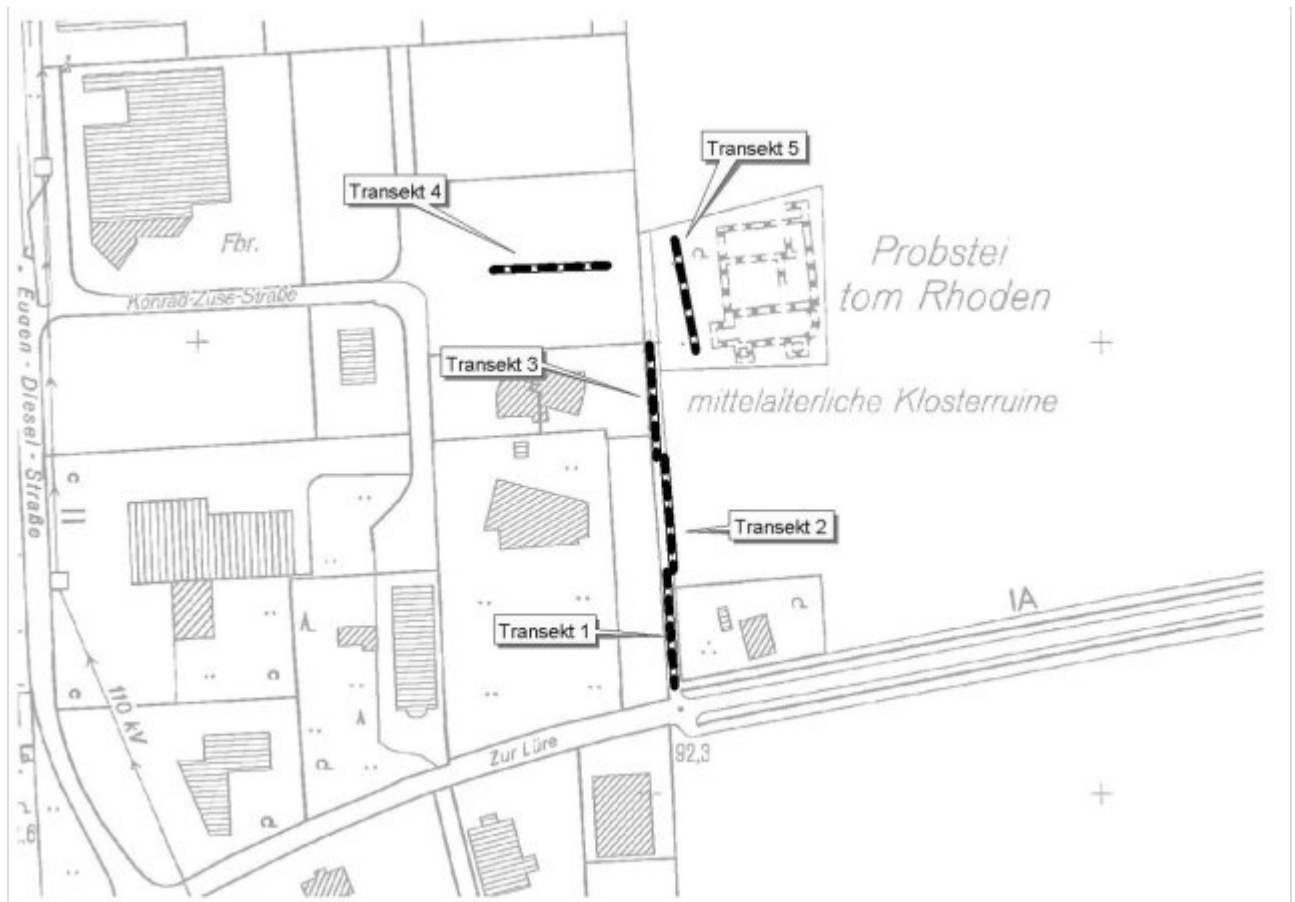 Transekt 5
Transekt 4
Fbr.
Probstei
tom Rhoden
Konrad-Zuse-Straße
Transekt 3
mittelalterliche Klosterruine
Eugen-Diesel-Straße
Transekt 2
IA
Transekt 1
110 kV
Zur Lüre
92,3